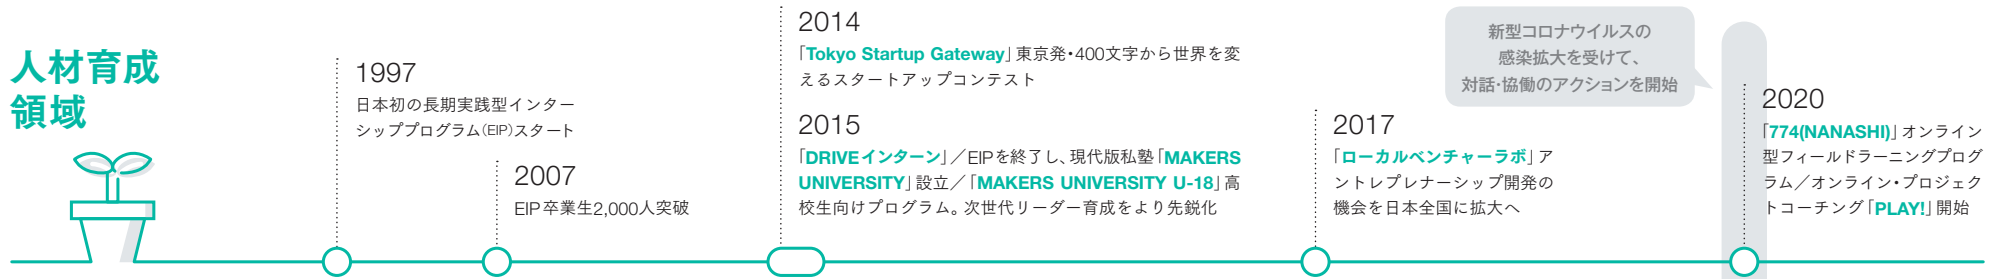 人材育成
領域
1997
日本初の長期実践型インター
シッププログラム(EIP)スタート
2007
EIP卒業生2,000人突破
2014
「Tokyo Startup Gateway」東京発・400文字から世界を変
えるスタートアップコンテスト
2015
「DRIVEインターン」／EIPを終了し、現代版私塾「MAKERS
UNIVERSITY」設立／「MAKERS UNIVERSITY U-18」高
校生向けプログラム。次世代リーダー育成をより先鋭化
2017
「ローカルベンチャーラボ」ア
ントレプレナーシップ開発の
機会を日本全国に拡大へ
新型コロナウイルスの
感染拡大を受けて、
対話・協働のアクションを開始
2020
「774(NANASHI)」オンライン
型フィールドラーニングプログ
ラム／オンライン・プロジェク
トコーチング「PLAY!」開始